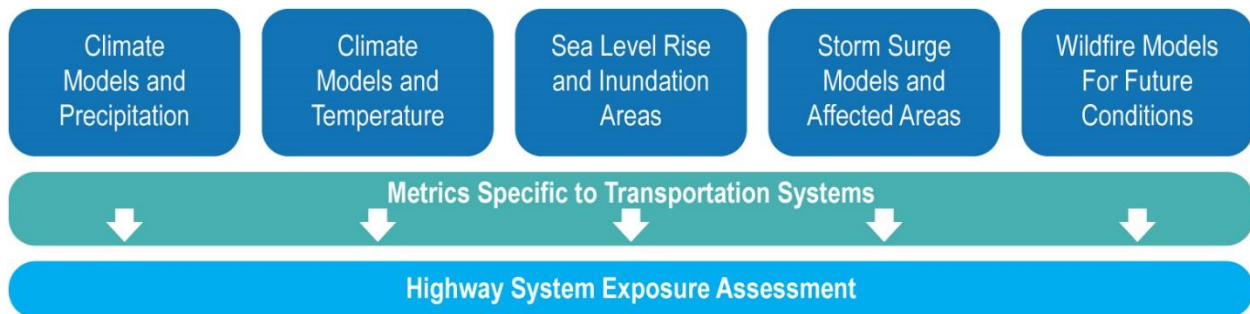 Climate
Models and
Precipitation
Climate
Models and
Temperature
Sea Level Rise
and Inundation
Areas
Storm Surge
Models and
Affected Areas
Wildfire Models
For Future
Conditions
Metrics Specific to Transportation Systems
Highway System Exposure Assessment